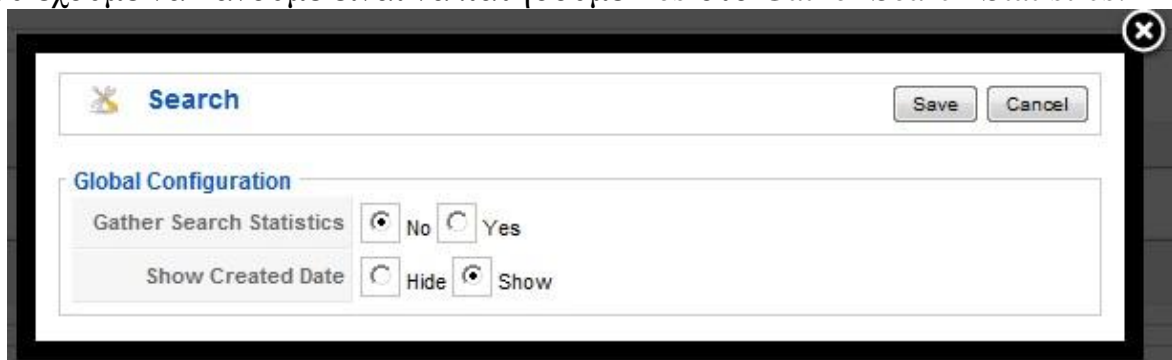 Search
Save Cancel
Global Configuration
Gather Search Statistics No Yes
Show Created Date Hide Show